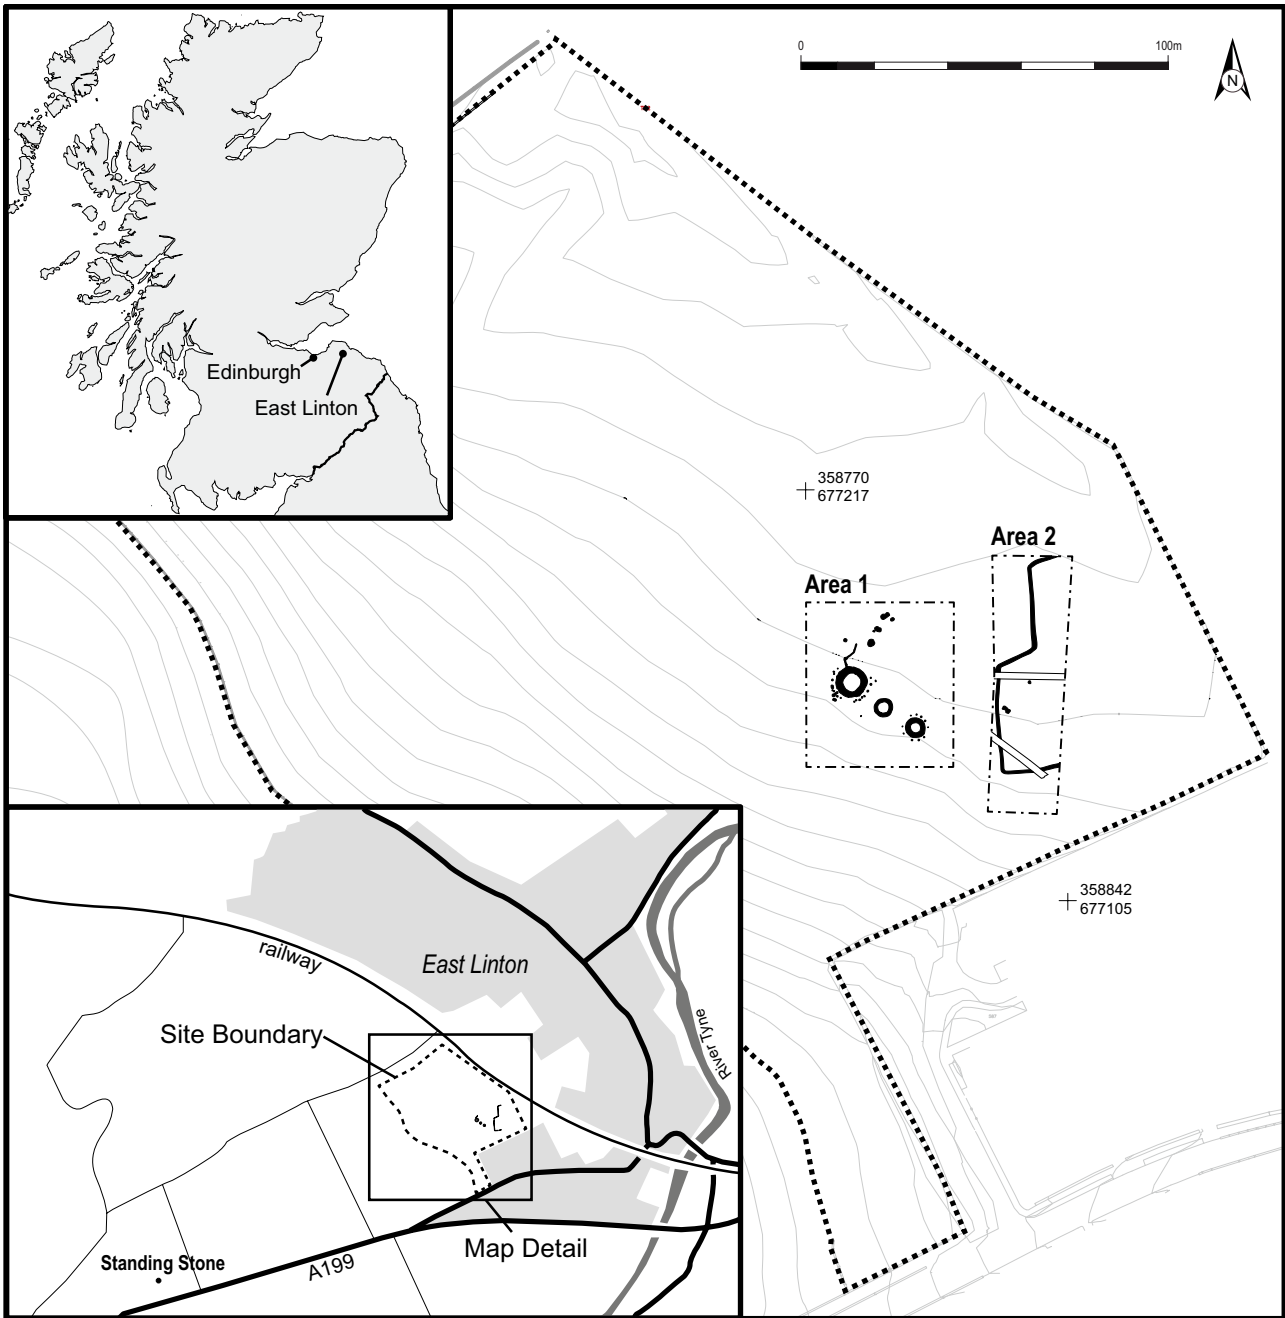 0
100m
N
Edinburgh
East Linton
358770
677217
Area 2
Area 1
358842
677105
railway
East Linton
River Tyne
Site Boundary
Map Detail
Standing Stone
A199